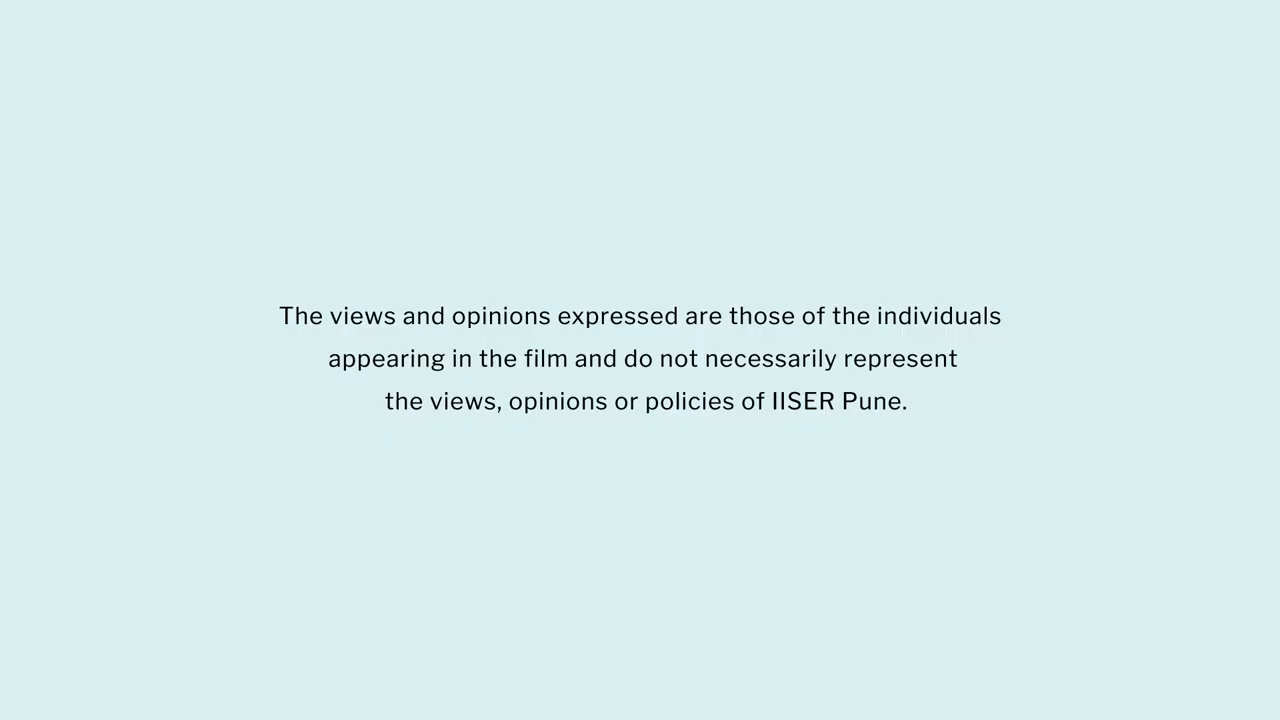 The views and opinions expressed are those of the individuals
appearing in the film and do not necessarily represent
the views, opinions or policies of IISER Pune.